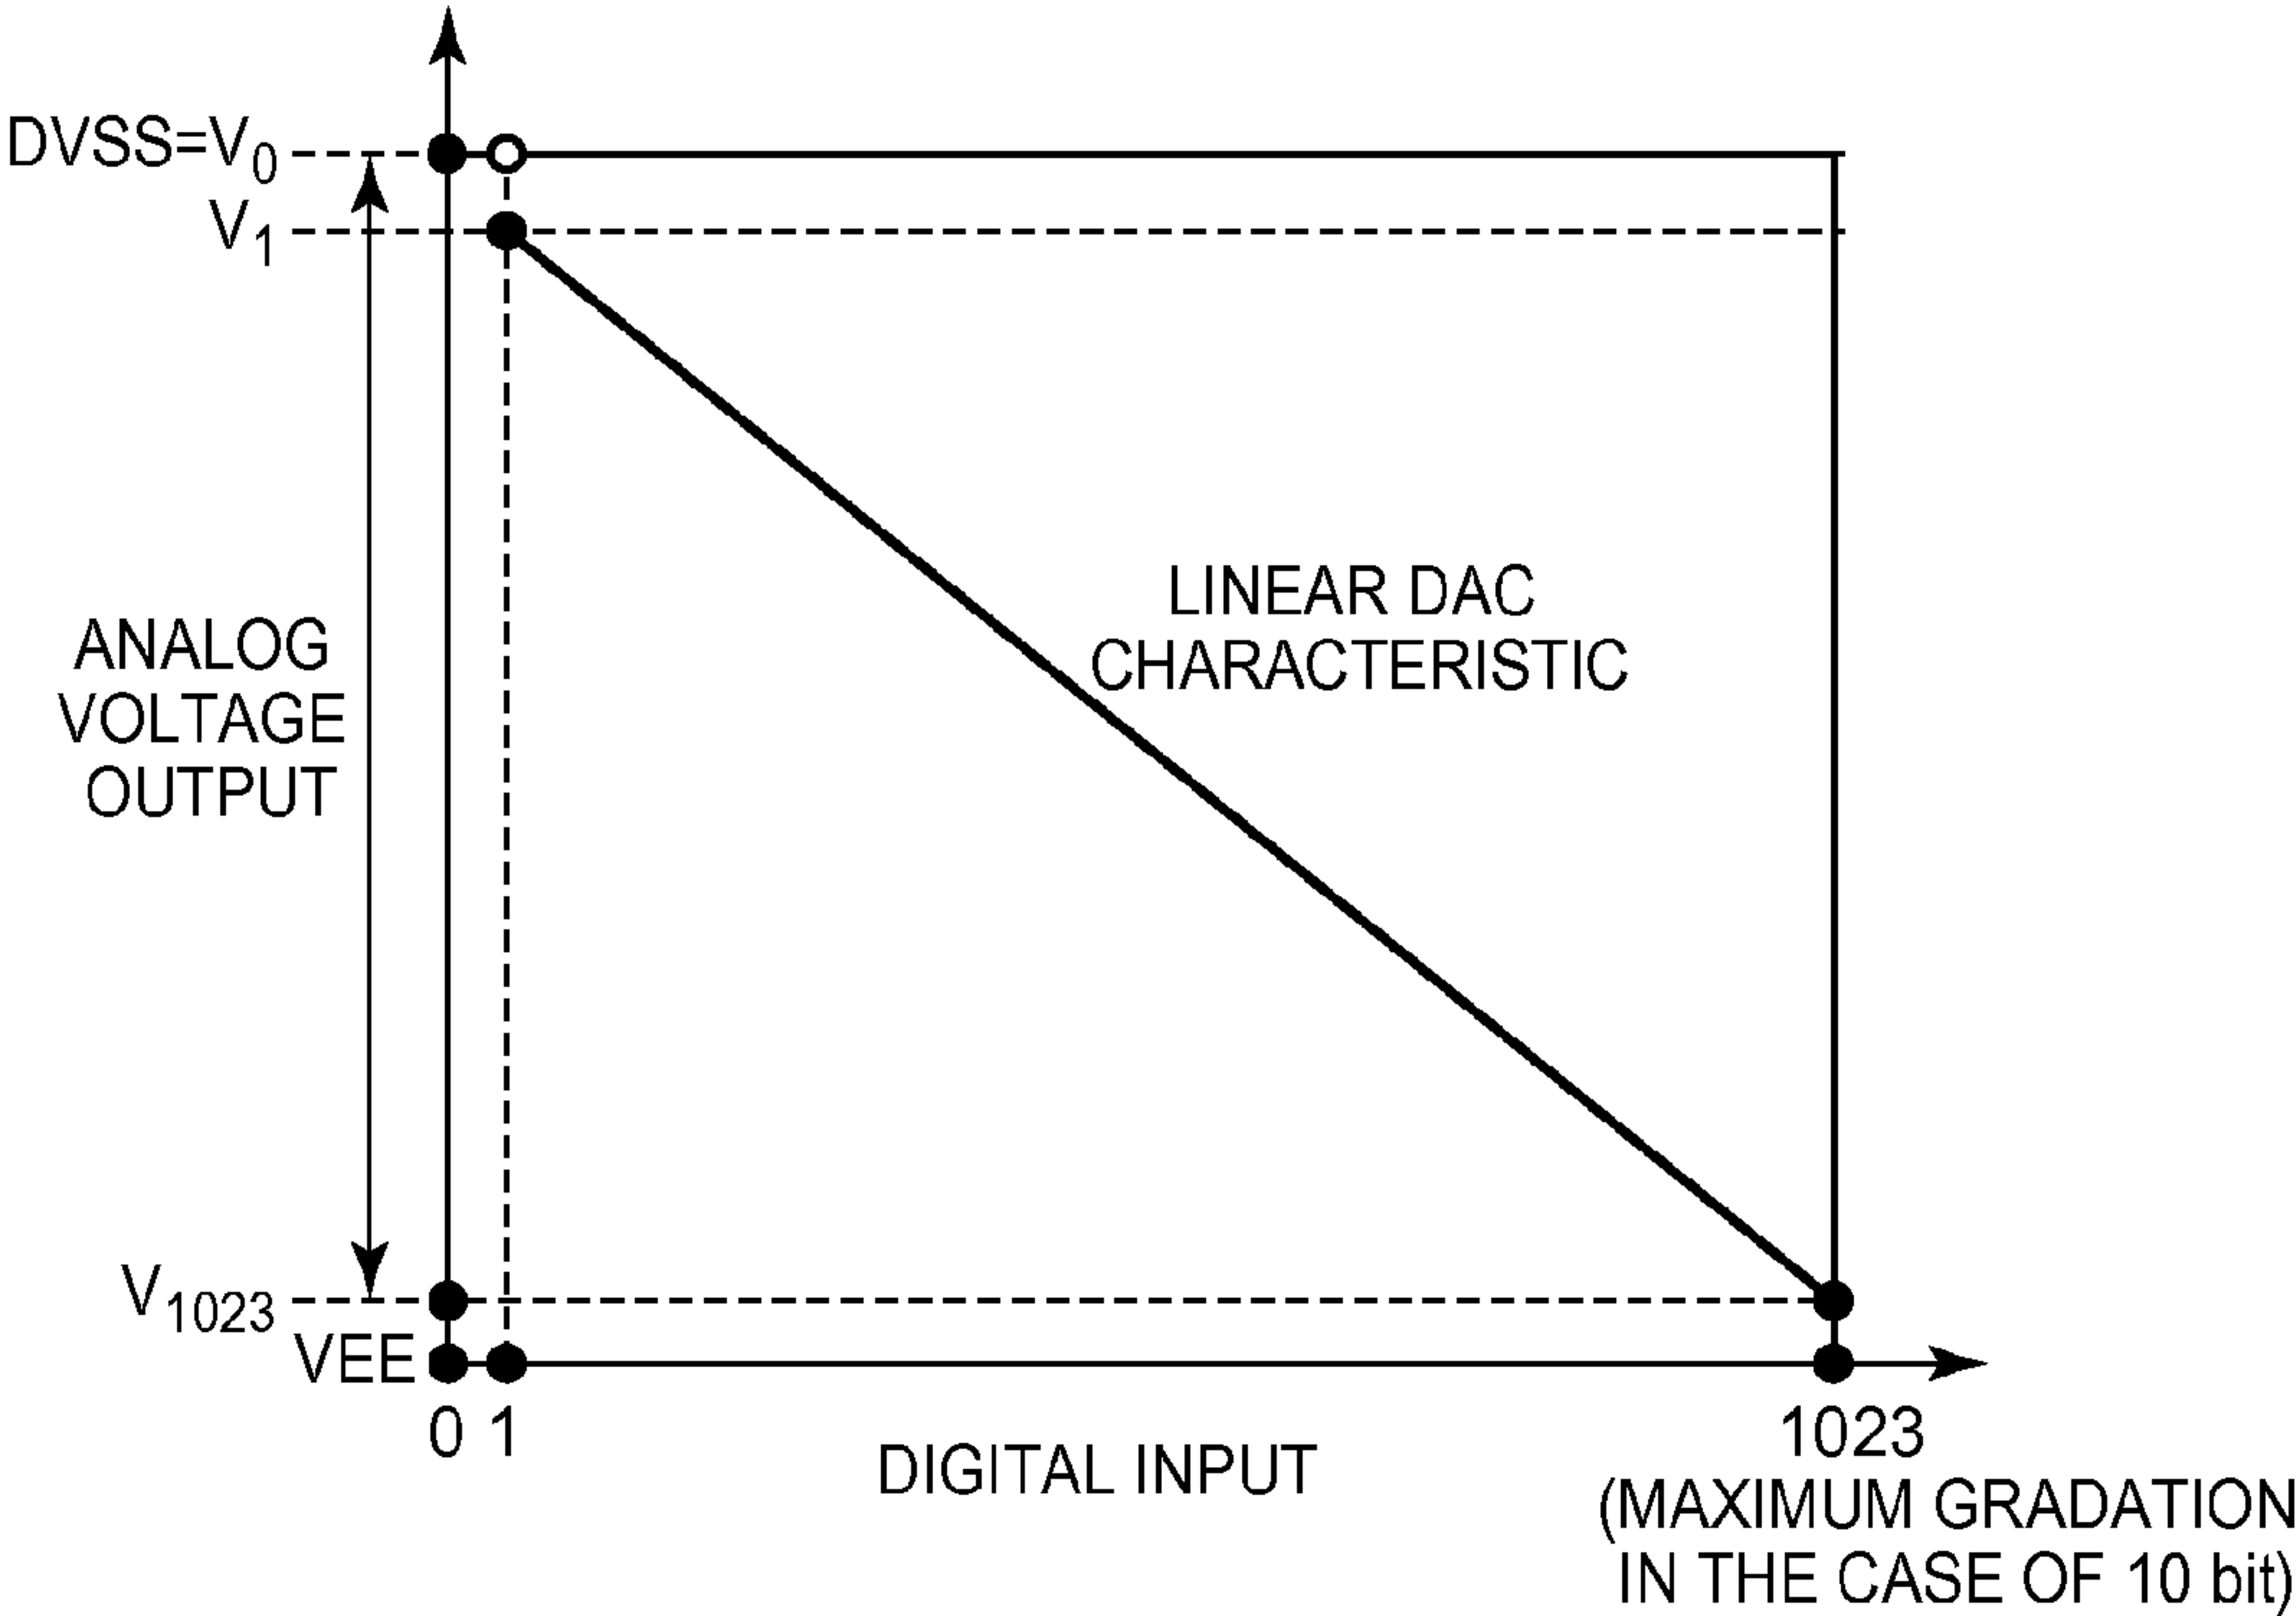 DVSS=V0
V1
LINEAR DAC
CHARACTERISTIC
ANALOG
VOLTAGE
OUTPUT
V1023
VEE
0 1
1023
DIGITAL INPUT
(MAXIMUM GRADATION
IN THE CASE OF 10 bit)